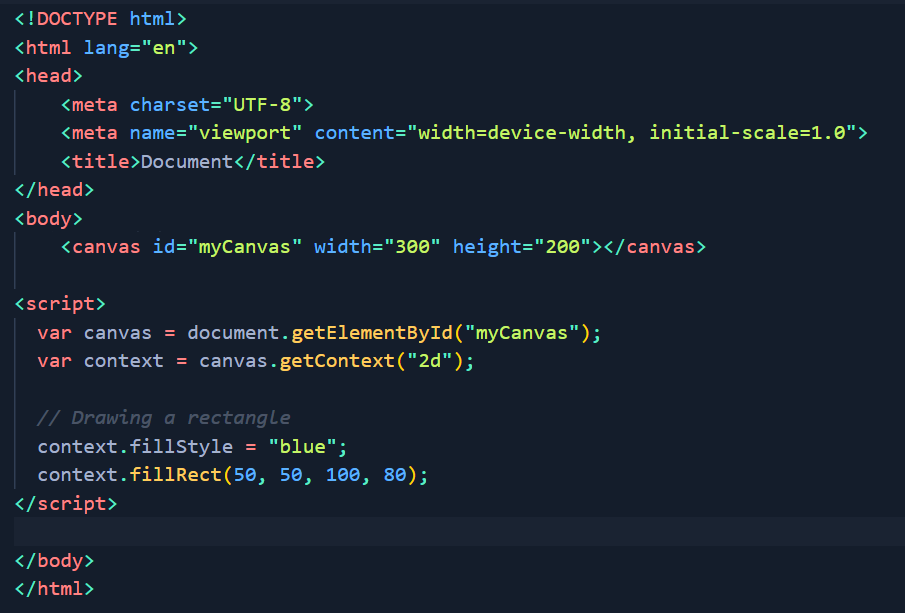 <!DOCTYPE html>
<html lang="en">
<head>
    <meta charset="UTF-8">
    <meta name="viewport" content="width=device-width, initial-scale=1.0">
    <title>Document</title>
</head>
<body>
    <canvas id="myCanvas" width="300" height="200"></canvas>

<script>
  var canvas = document.getElementById("myCanvas");
  var context = canvas.getContext("2d");

  // Drawing a rectangle
  context.fillStyle = "blue";
  context.fillRect(50, 50, 100, 80);
</script>

</body>
</html>